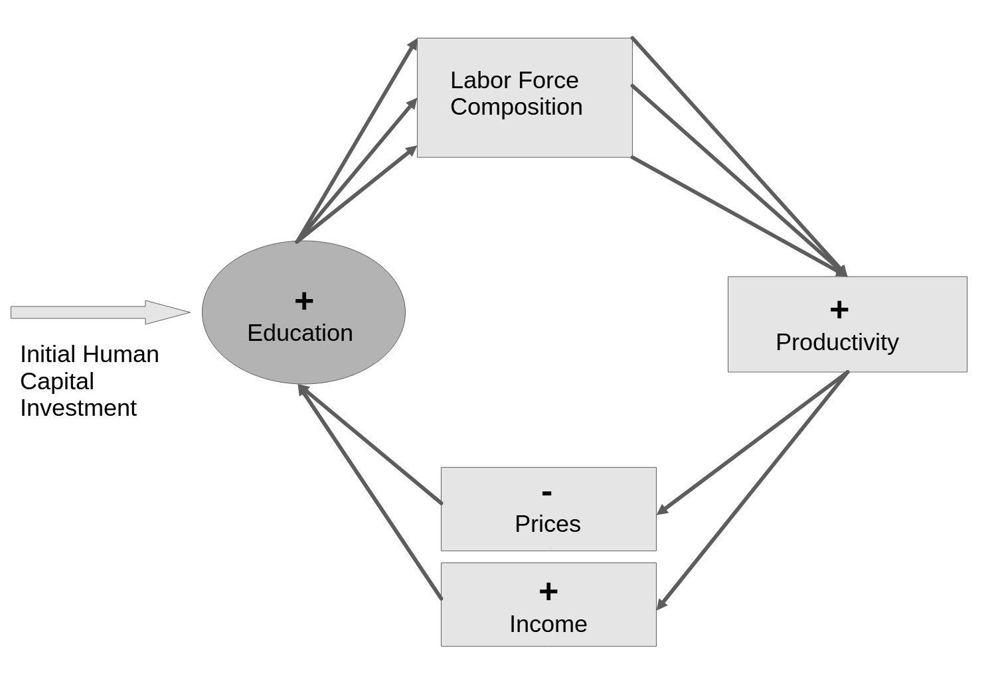 Labor Force
Composition
+
Education
+
Productivity
Initial Human
Capital
Investment
-
Prices
+
Income